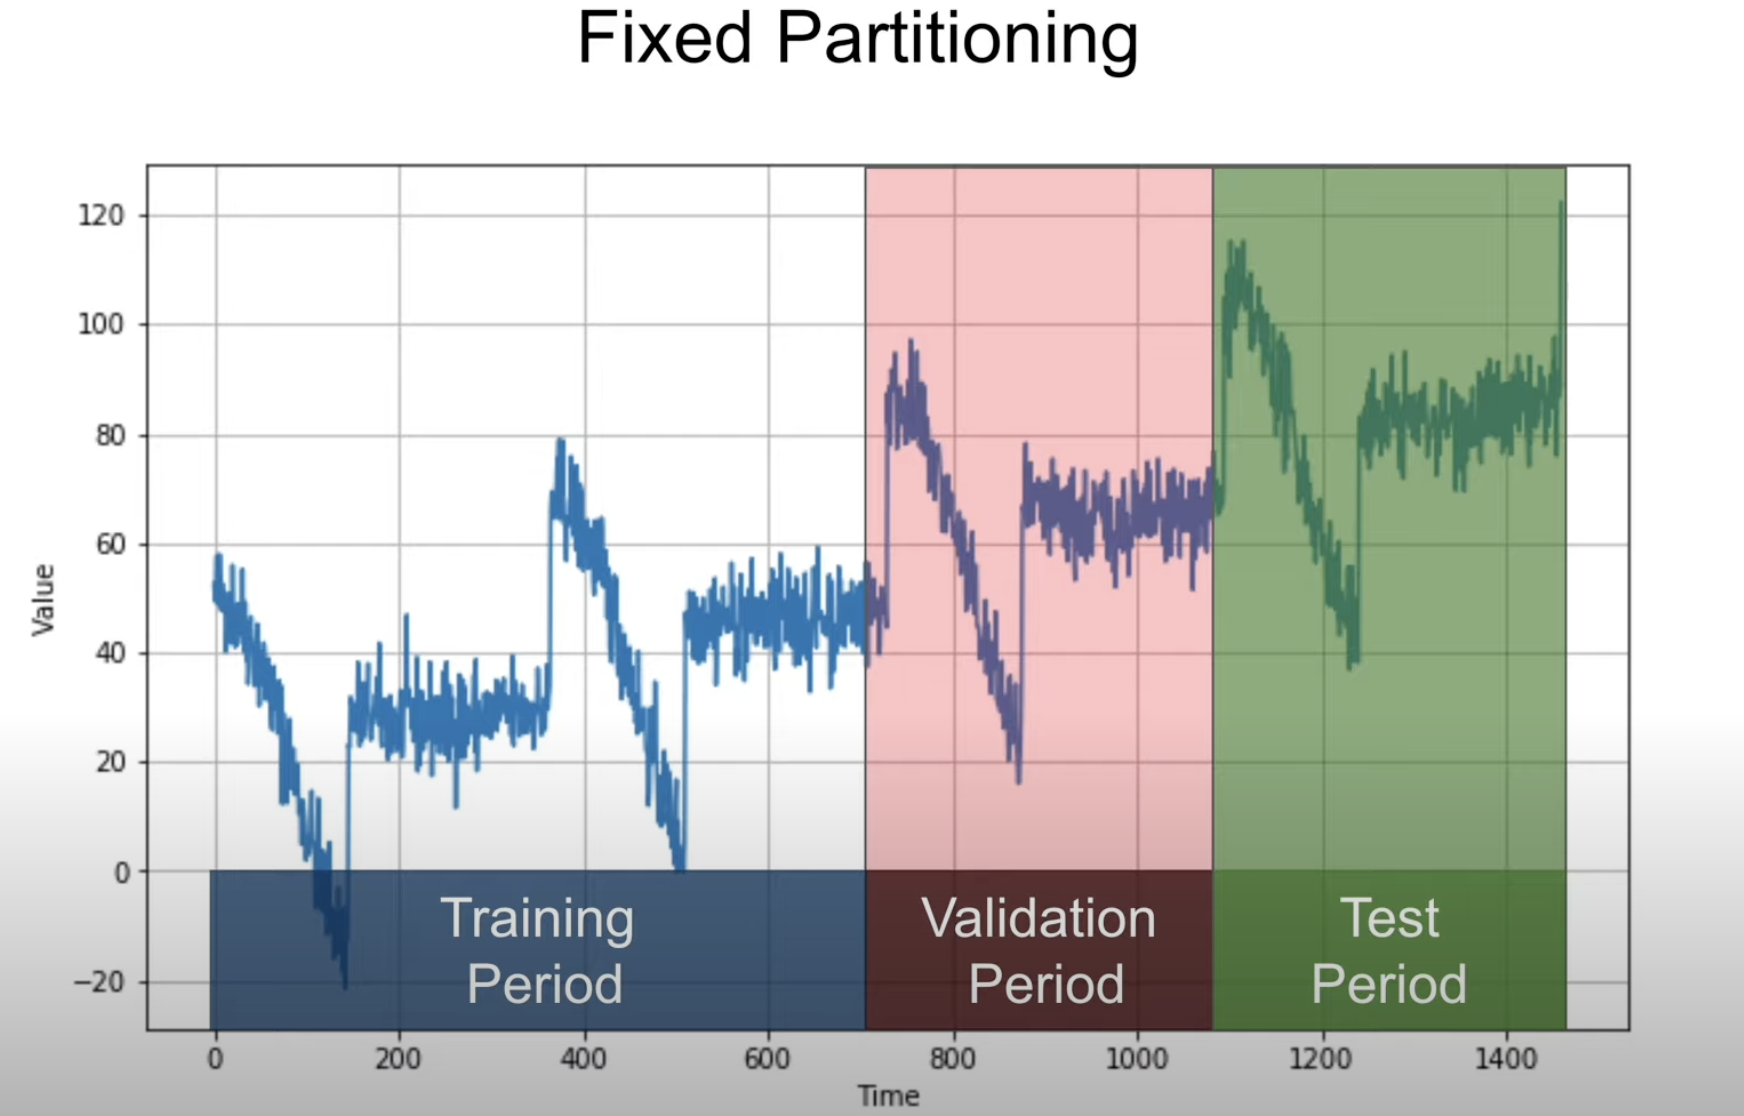 Fixed Partitioning
120
100
80
60
40
20
0
−20
Value
Training
Period
Validation
Period
Test
Period
0 200 400 600 800 1000 1200 1400
Time